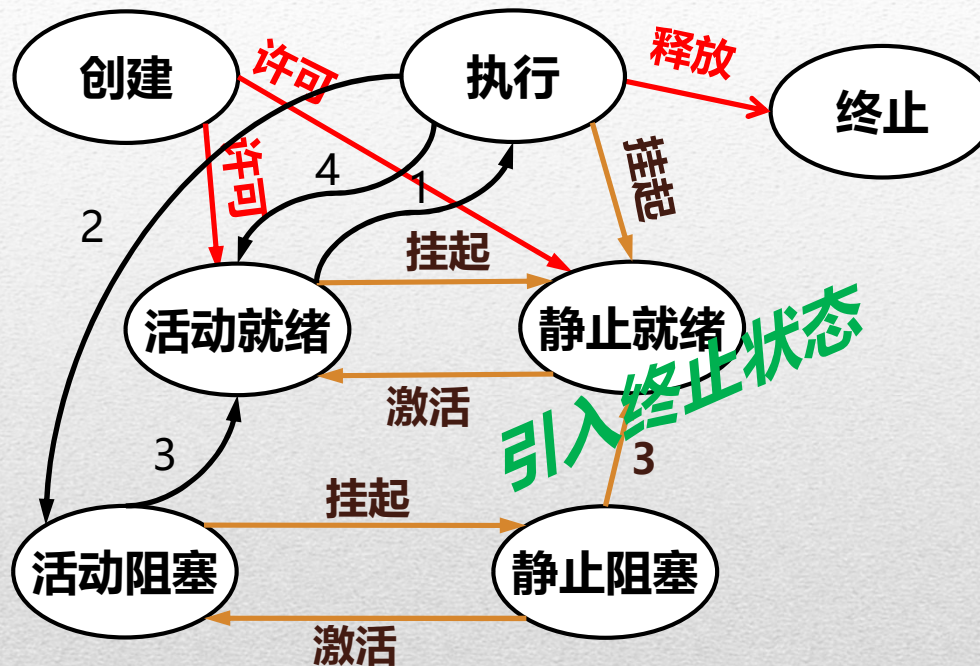 创建
许可
执行
释放
终止
许可
4
1
挂起
2
挂起
活动就绪
静止就绪
激活
引入终止状态
3
3
挂起
活动阻塞
静止阻塞
激活